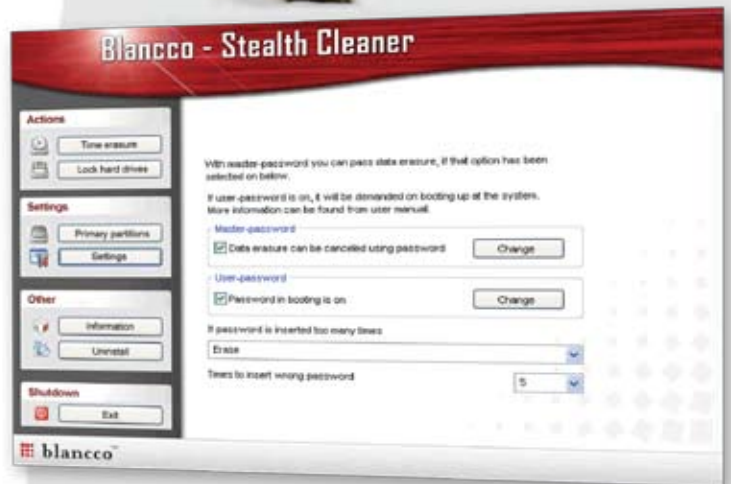 Blancco - Stealth Cleaner
Actions
Time erasure
Lock hard drives
Settings
Primary partitions
Settings
Other
Information
Uninstall
Shutdown
Exit
With master-password you can pass data erasure, if that option has been
selected on below.
If user-password is on, it will be demanded on booting up at the system.
More information can be found from user manual.
Master-password
Data erasure can be cancelled using password
Change
User-password
Password in booting is on
Change
If password is inserted too many times
Erase
Times to insert wrong password
5
blancco™